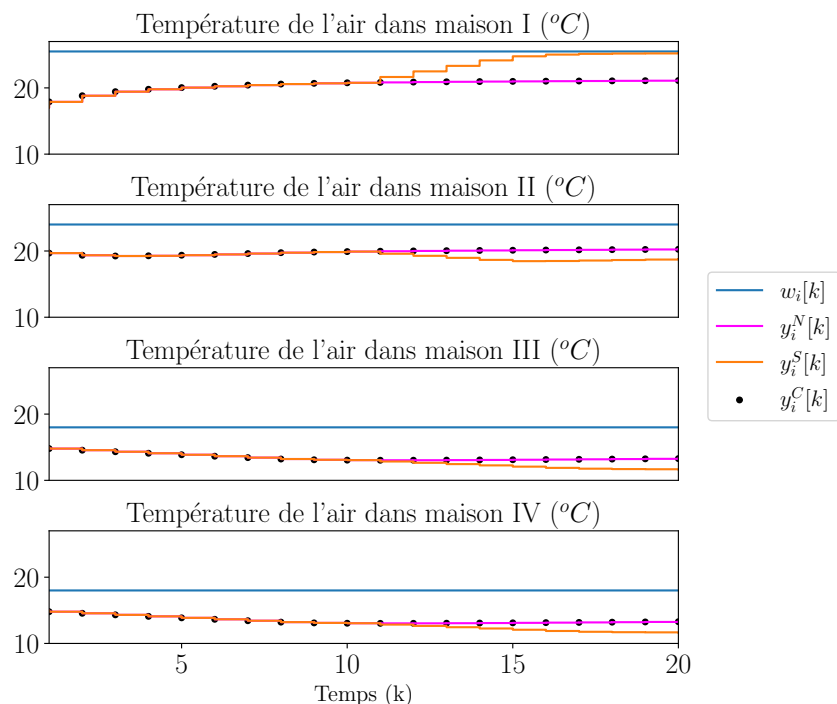 Température de l'air dans maison I (°C)
20
10
Température de l'air dans maison II (°C)
20
10
Température de l'air dans maison III (°C)
20
10
Température de l'air dans maison IV (°C)
20
10
5
10
15
20
Temps (k)
w_i[k]
y_i^N[k]
y_i^S[k]
y_i^C[k]